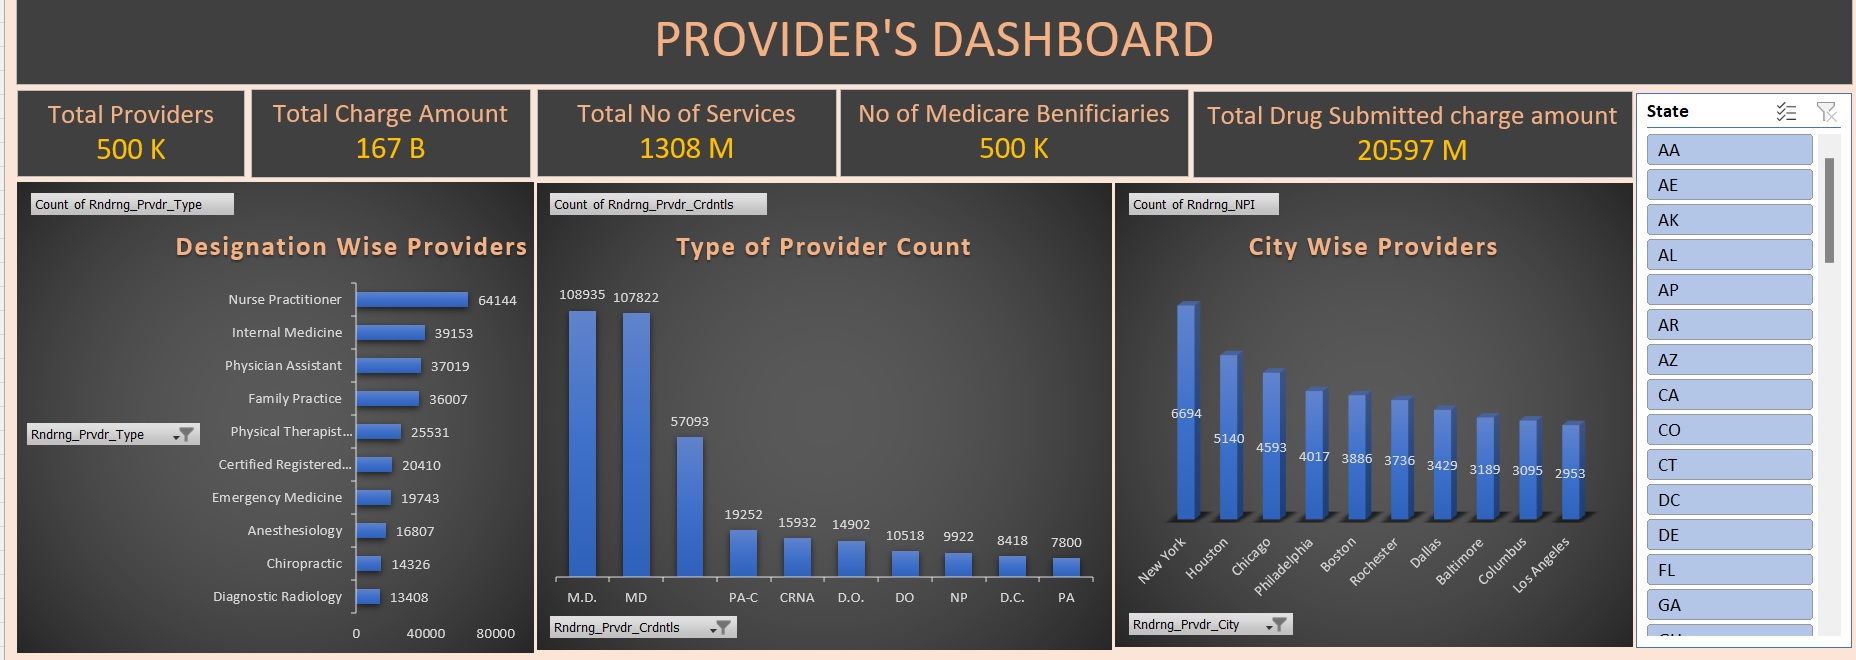 PROVIDER'S DASHBOARD
Total Providers
500 K
Total Charge Amount
167 B
Total No of Services
1308 M
No of Medicare Benificiaries
500 K
Total Drug Submitted charge amount
20597 M
Count of Rndrng_Prvdr_Type
Designation Wise Providers
Nurse Practitioner 64144
Internal Medicine 39153
Physician Assistant 37019
Family Practice 36007
Physical Therapist... 25531
Certified Registered... 20410
Emergency Medicine 19743
Anesthesiology 16807
Chiropractic 14326
Diagnostic Radiology 13408
0 40000 80000
Rndrng_Prvdr_Type
Count of Rndrng_Prvdr_Crdntls
Type of Provider Count
108935 107822 57093 19252 15932 14902 10518 9922 8418 7800
M.D. MD PA-C CRNA D.O. DO NP D.C. PA
Rndrng_Prvdr_Crdntls
Count of Rndrng_NPI
City Wise Providers
6694 5140 4593 4017 3886 3736 3429 3189 3095 2953
New York Houston Chicago Philadelphia Boston Rochester Dallas Baltimore Columbus Los Angeles
Rndrng_Prvdr_City
State
AA
AE
AK
AL
AP
AR
AZ
CA
CO
CT
DC
DE
FL
GA